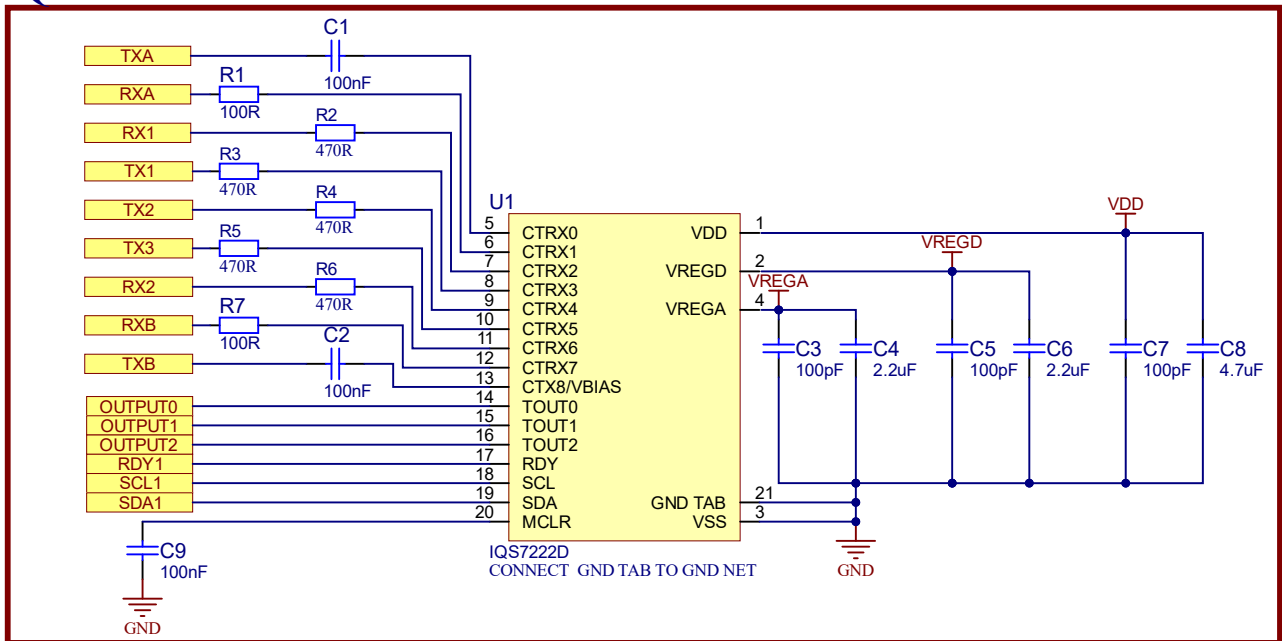 TXA
C1
100nF
RXA
R1
100R
RX1
R2
470R
TX1
R3
470R
TX2
R4
470R
TX3
R5
470R
RX2
R6
470R
RXB
R7
100R
TXB
C2
100nF
OUTPUT0
OUTPUT1
OUTPUT2
RDY1
SCL1
SDA1
C9
100nF
GND
U1
5 CTRX0
6 CTRX1
7 CTRX2
8 CTRX3
9 CTRX4
10 CTRX5
11 CTRX6
12 CTRX7
13 CTX8/VBIAS
14 TOUT0
15 TOUT1
16 TOUT2
17 RDY
18 SCL
19 SDA
20 MCLR
VDD 1
VREGD 2
VREGA 4
GND TAB 21
VSS 3
IQS7222D
CONNECT GND TAB TO GND NET
VDD
VREGD
VREGA
C3
100pF
C4
2.2uF
C5
100pF
C6
2.2uF
C7
100pF
C8
4.7uF
GND